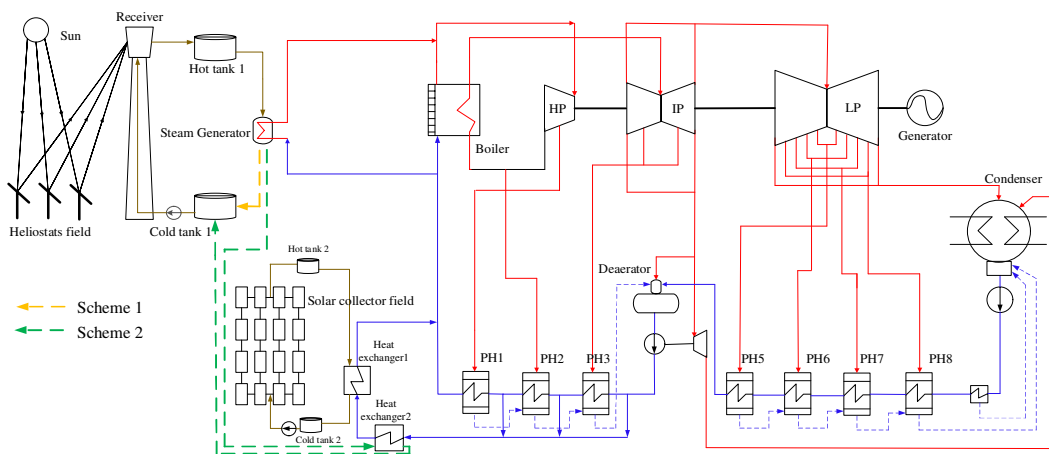 Receiver
Sun
Hot tank 1
Steam Generator
Boiler
HP
IP
LP
Generator
Heliostats field
Cold tank 1
Condenser
Scheme 1
Scheme 2
Hot tank 2
Solar collector field
Heat
exchanger1
Heat
exchanger2
Cold tank 2
Deaerator
PH1
PH2
PH3
PH5
PH6
PH7
PH8